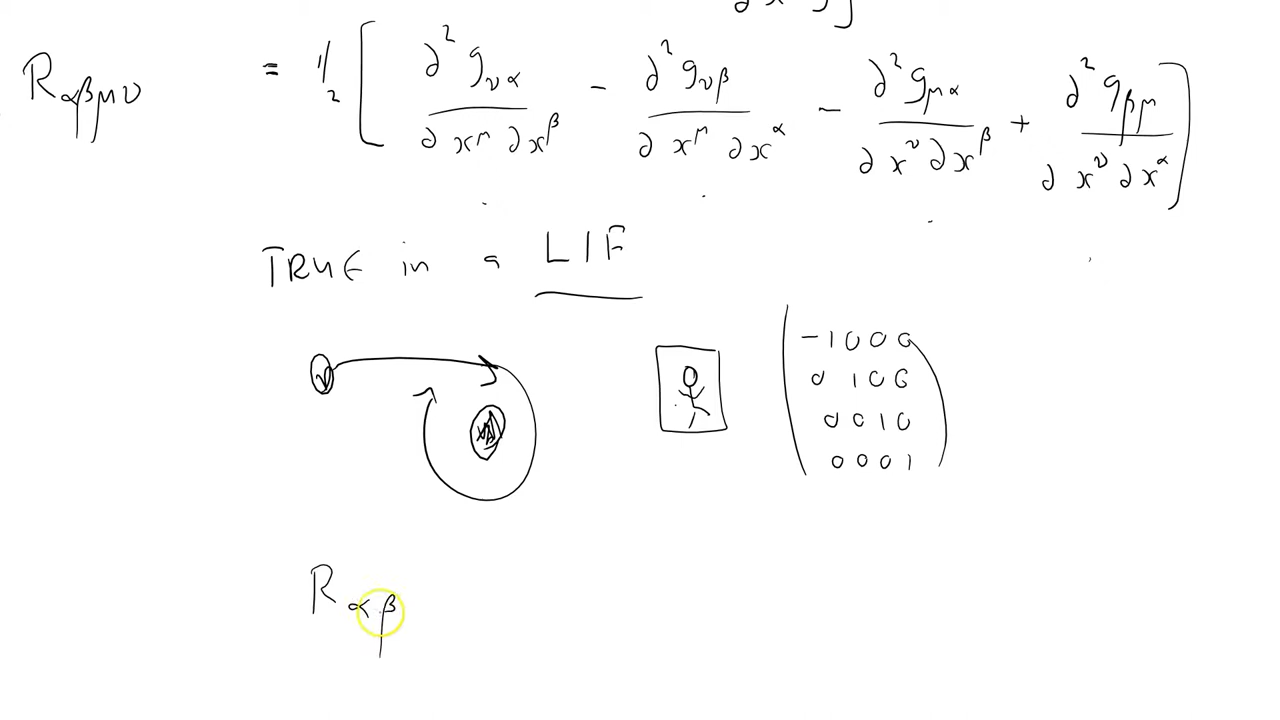 ∂x ∂]
R_αβμν = 1/2 [ ∂²g_να / ∂x^μ ∂x^β − ∂²g_νβ / ∂x^μ ∂x^α − ∂²g_μα / ∂x^ν ∂x^β + ∂²g_βμ / ∂x^ν ∂x^α ]
TRUE in a LIF
−1 0 0 0
0 1 0 0
0 0 1 0
0 0 0 1
R_αβ